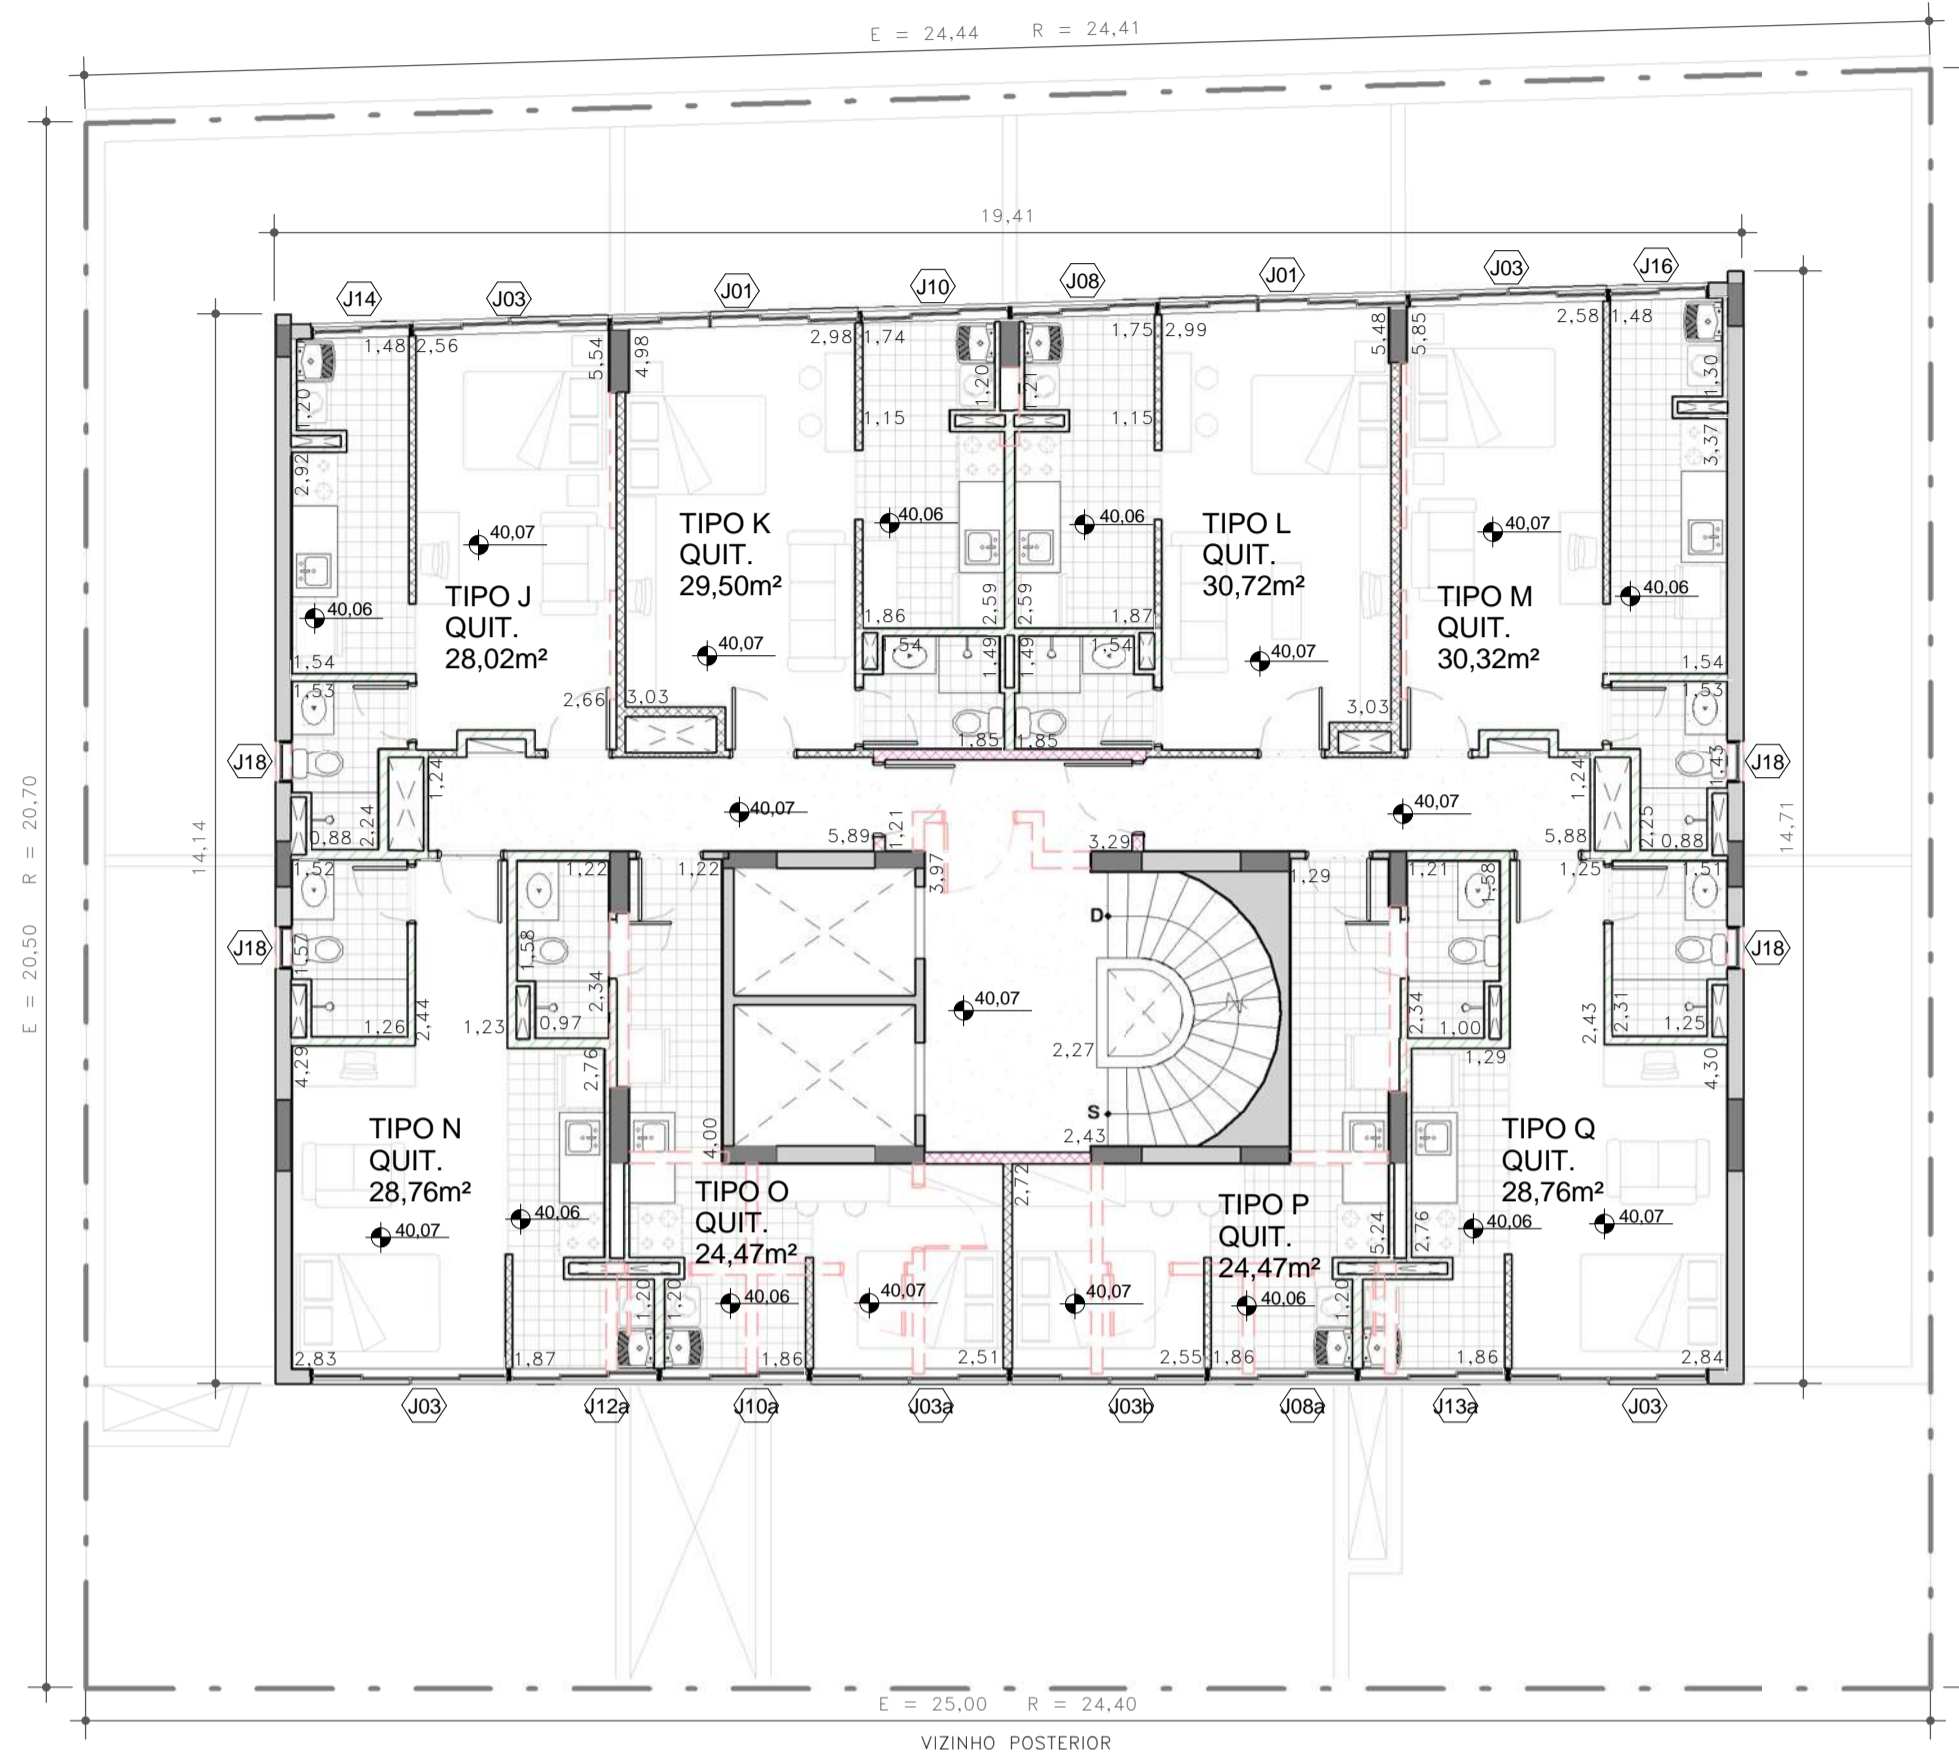 E = 24,44 R = 24,41
19,41
J14
J03
J01
J10
J08
J01
J03
J16
1,48
2,56
5,54
4,98
2,98
1,74
1,75
2,99
5,48
5,85
2,58
1,48
1,20
1,20
1,21
1,30
1,15
1,15
2,92
3,37
40,07
40,06
40,06
40,07
TIPO K
QUIT.
29,50m²
TIPO L
QUIT.
30,72m²
TIPO J
QUIT.
28,02m²
TIPO M
QUIT.
30,32m²
40,06
40,06
1,86
2,59
2,59
1,87
1,54
40,07
1,54
1,49
1,49
1,54
40,07
1,54
1,53
2,66
3,03
3,03
1,53
1,85
1,85
J18
1,24
1,24
1,43
J18
E = 20,50 R = 20,70
14,14
14,71
0,88
2,24
40,07
5,89
1,21
3,29
40,07
5,88
2,25
0,88
1,52
1,22
1,22
3,97
1,29
1,21
1,58
1,25
1,51
D
J18
1,57
1,58
J18
2,34
40,07
2,34
1,26
2,44
1,23
0,97
2,27
1,00
1,29
2,43
2,31
1,25
4,29
2,76
4,30
S
4,00
2,43
TIPO N
QUIT.
28,76m²
TIPO Q
QUIT.
28,76m²
TIPO O
QUIT.
24,47m²
2,72
TIPO P
QUIT.
24,47m²
40,07
40,06
5,24
2,76
40,06
40,07
1,20
1,20
40,06
40,07
40,07
40,06
1,20
2,83
1,87
1,86
2,51
2,55
1,86
1,86
2,84
J03
J12a
J10a
J03a
J03b
J08a
J13a
J03
E = 25,00 R = 24,40
VIZINHO POSTERIOR